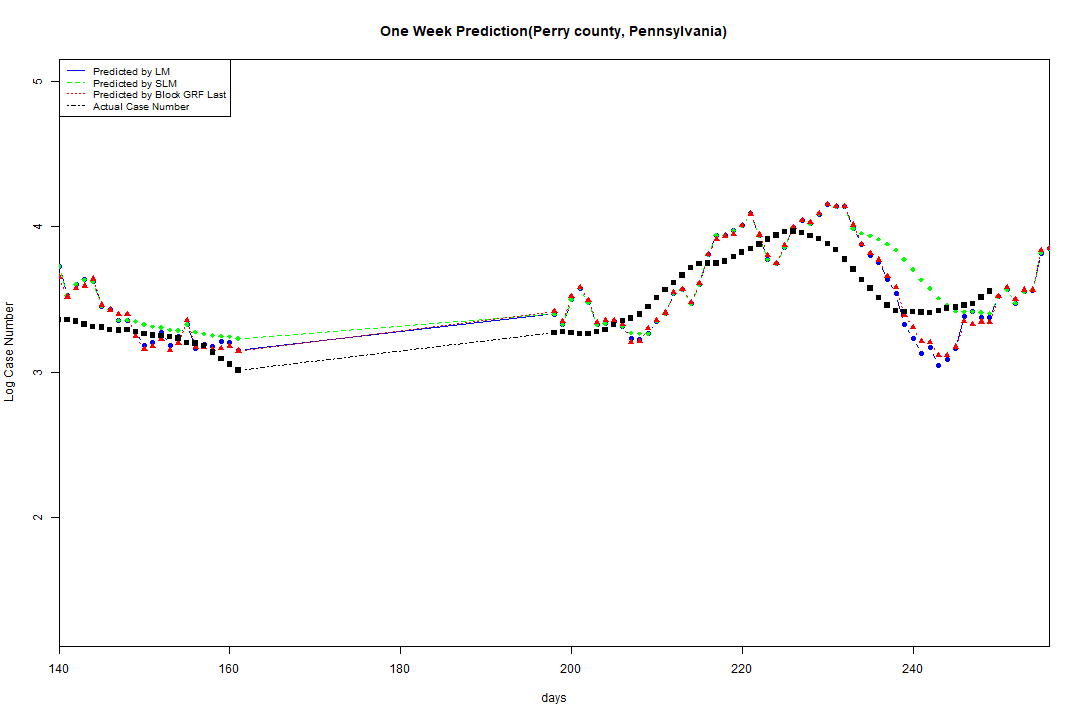 One Week Prediction(Perry county, Pennsylvania)
Predicted by LM
Predicted by SLM
Predicted by Block GRF Last
Actual Case Number
5
4
3
2
Log Case Number
140
160
180
200
220
240
days